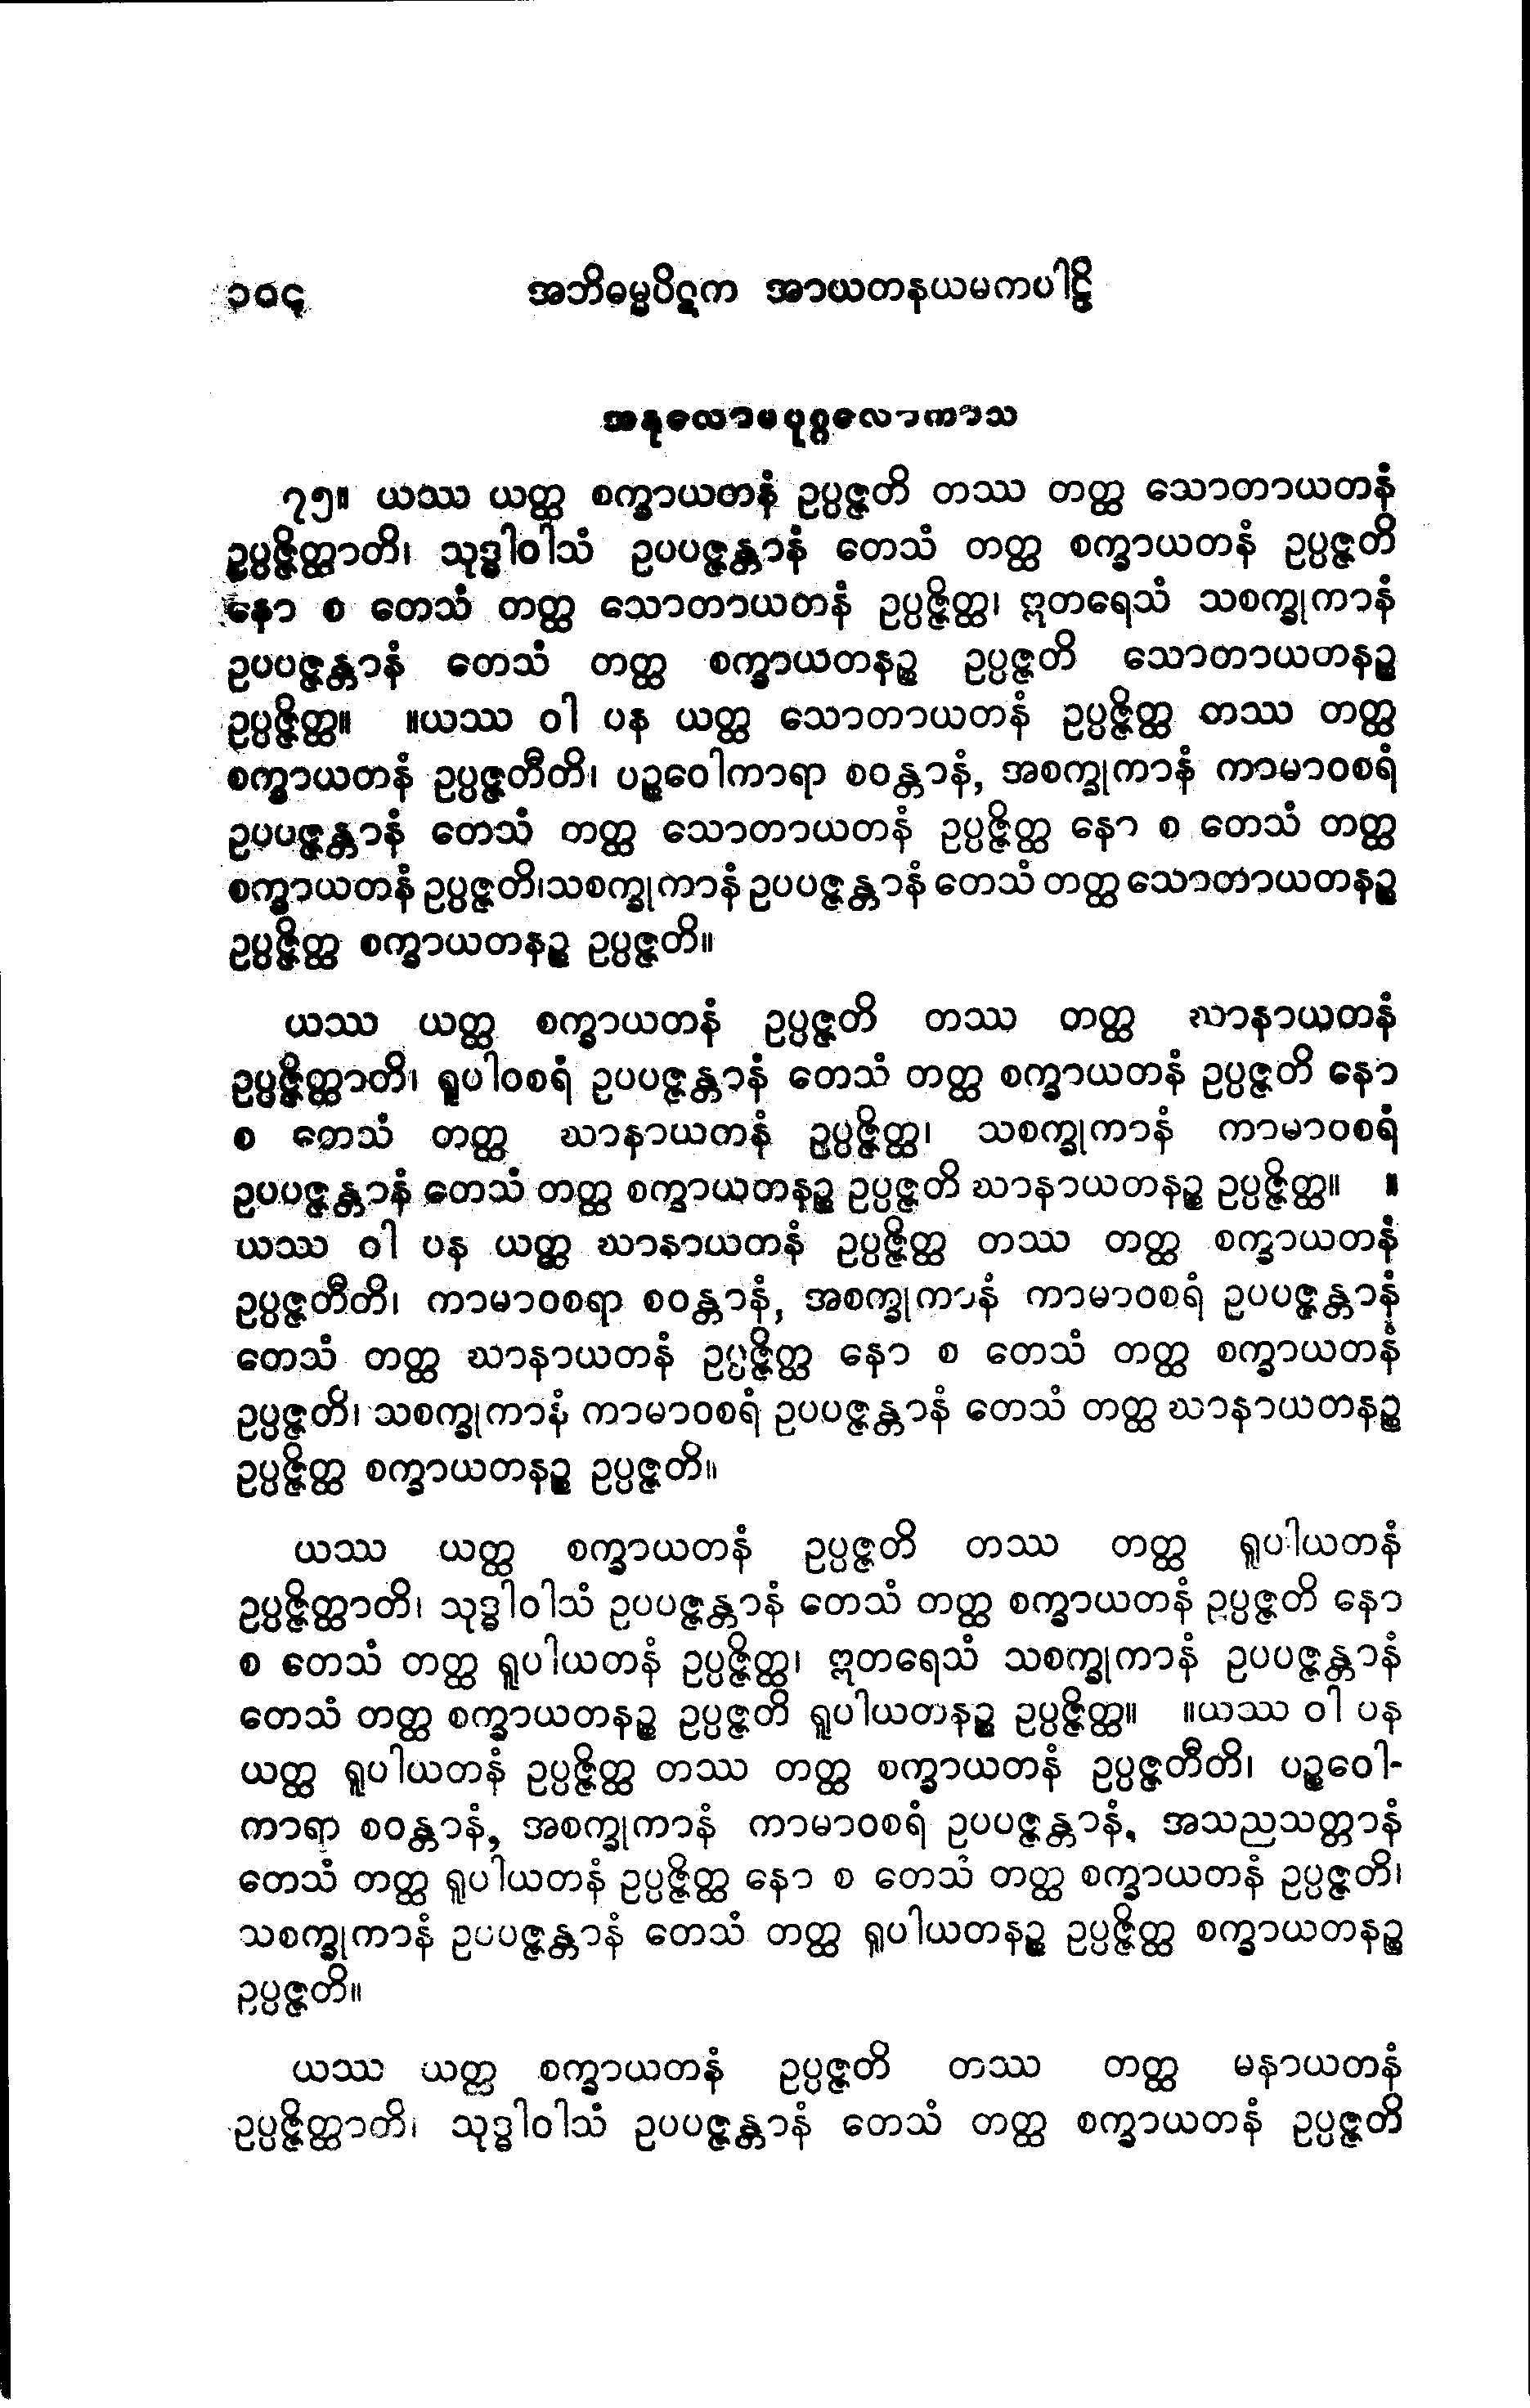 ၁၀၄ အဘိဓမ္မပိဋက အာယတနယမကပါဠိ
အနုလောမပုဂ္ဂလောကာသ
၇၅။ ယဿ ယတ္ထ စက္ခာယတနံ ဥပ္ပဇ္ဇတိ တဿ တတ္ထ သောတာယတနံ
ဥပ္ပဇ္ဇိတ္ထာတိ၊ သုဒ္ဓါဝါသံ ဥပပဇ္ဇန္တာနံ တေသံ တတ္ထ စက္ခာယတနံ ဥပ္ပဇ္ဇတိ
နော စ တေသံ တတ္ထ သောတာယတနံ ဥပ္ပဇ္ဇိတ္ထ၊ ဣတရေသံ သစက္ခုကာနံ
ဥပပဇ္ဇန္တာနံ တေသံ တတ္ထ စက္ခာယတနဉ္စ ဥပ္ပဇ္ဇတိ သောတာယတနဉ္စ
ဥပ္ပဇ္ဇိတ္ထ။ ။ယဿ ဝါ ပန ယတ္ထ သောတာယတနံ ဥပ္ပဇ္ဇိတ္ထ တဿ တတ္ထ
စက္ခာယတနံ ဥပ္ပဇ္ဇတီတိ၊ ပဉ္စဝေါကာရာ စဝန္တာနံ, အစက္ခုကာနံ ကာမာဝစရံ
ဥပပဇ္ဇန္တာနံ တေသံ တတ္ထ သောတာယတနံ ဥပ္ပဇ္ဇိတ္ထ နော စ တေသံ တတ္ထ
စက္ခာယတနံ ဥပ္ပဇ္ဇတိ၊သစက္ခုကာနံ ဥပပဇ္ဇန္တာနံ တေသံ တတ္ထ သောတာယတနဉ္စ
ဥပ္ပဇ္ဇိတ္ထ စက္ခာယတနဉ္စ ဥပ္ပဇ္ဇတိ။
ယဿ ယတ္ထ စက္ခာယတနံ ဥပ္ပဇ္ဇတိ တဿ တတ္ထ ဃာနာယတနံ
ဥပ္ပဇ္ဇိတ္ထာတိ၊ ရူပါဝစရံ ဥပပဇ္ဇန္တာနံ တေသံ တတ္ထ စက္ခာယတနံ ဥပ္ပဇ္ဇတိ နော
စ တေသံ တတ္ထ ဃာနာယတနံ ဥပ္ပဇ္ဇိတ္ထ၊ သစက္ခုကာနံ ကာမာဝစရံ
ဥပပဇ္ဇန္တာနံ တေသံ တတ္ထ စက္ခာယတနဉ္စ ဥပ္ပဇ္ဇတိ ဃာနာယတနဉ္စ ဥပ္ပဇ္ဇိတ္ထ။ ။
ယဿ ဝါ ပန ယတ္ထ ဃာနာယတနံ ဥပ္ပဇ္ဇိတ္ထ တဿ တတ္ထ စက္ခာယတနံ
ဥပ္ပဇ္ဇတီတိ၊ ကာမာဝစရာ စဝန္တာနံ, အစက္ခုကာနံ ကာမာဝစရံ ဥပပဇ္ဇန္တာနံ
တေသံ တတ္ထ ဃာနာယတနံ ဥပ္ပဇ္ဇိတ္ထ နော စ တေသံ တတ္ထ စက္ခာယတနံ
ဥပ္ပဇ္ဇတိ၊ သစက္ခုကာနံ ကာမာဝစရံ ဥပပဇ္ဇန္တာနံ တေသံ တတ္ထ ဃာနာယတနဉ္စ
ဥပ္ပဇ္ဇိတ္ထ စက္ခာယတနဉ္စ ဥပ္ပဇ္ဇတိ။
ယဿ ယတ္ထ စက္ခာယတနံ ဥပ္ပဇ္ဇတိ တဿ တတ္ထ ရူပါယတနံ
ဥပ္ပဇ္ဇိတ္ထာတိ၊ သုဒ္ဓါဝါသံ ဥပပဇ္ဇန္တာနံ တေသံ တတ္ထ စက္ခာယတနံ ဥပ္ပဇ္ဇတိ နော
စ တေသံ တတ္ထ ရူပါယတနံ ဥပ္ပဇ္ဇိတ္ထ၊ ဣတရေသံ သစက္ခုကာနံ ဥပပဇ္ဇန္တာနံ
တေသံ တတ္ထ စက္ခာယတနဉ္စ ဥပ္ပဇ္ဇတိ ရူပါယတနဉ္စ ဥပ္ပဇ္ဇိတ္ထ။ ။ယဿ ဝါ ပန
ယတ္ထ ရူပါယတနံ ဥပ္ပဇ္ဇိတ္ထ တဿ တတ္ထ စက္ခာယတနံ ဥပ္ပဇ္ဇတီတိ၊ ပဉ္စဝေါ-
ကာရာ စဝန္တာနံ, အစက္ခုကာနံ ကာမာဝစရံ ဥပပဇ္ဇန္တာနံ, အသညသတ္တာနံ
တေသံ တတ္ထ ရူပါယတနံ ဥပ္ပဇ္ဇိတ္ထ နော စ တေသံ တတ္ထ စက္ခာယတနံ ဥပ္ပဇ္ဇတိ၊
သစက္ခုကာနံ ဥပပဇ္ဇန္တာနံ တေသံ တတ္ထ ရူပါယတနဉ္စ ဥပ္ပဇ္ဇိတ္ထ စက္ခာယတနဉ္စ
ဥပ္ပဇ္ဇတိ။
ယဿ ယတ္ထ စက္ခာယတနံ ဥပ္ပဇ္ဇတိ တဿ တတ္ထ မနာယတနံ
ဥပ္ပဇ္ဇိတ္ထာတိ၊ သုဒ္ဓါဝါသံ ဥပပဇ္ဇန္တာနံ တေသံ တတ္ထ စက္ခာယတနံ ဥပ္ပဇ္ဇတိ